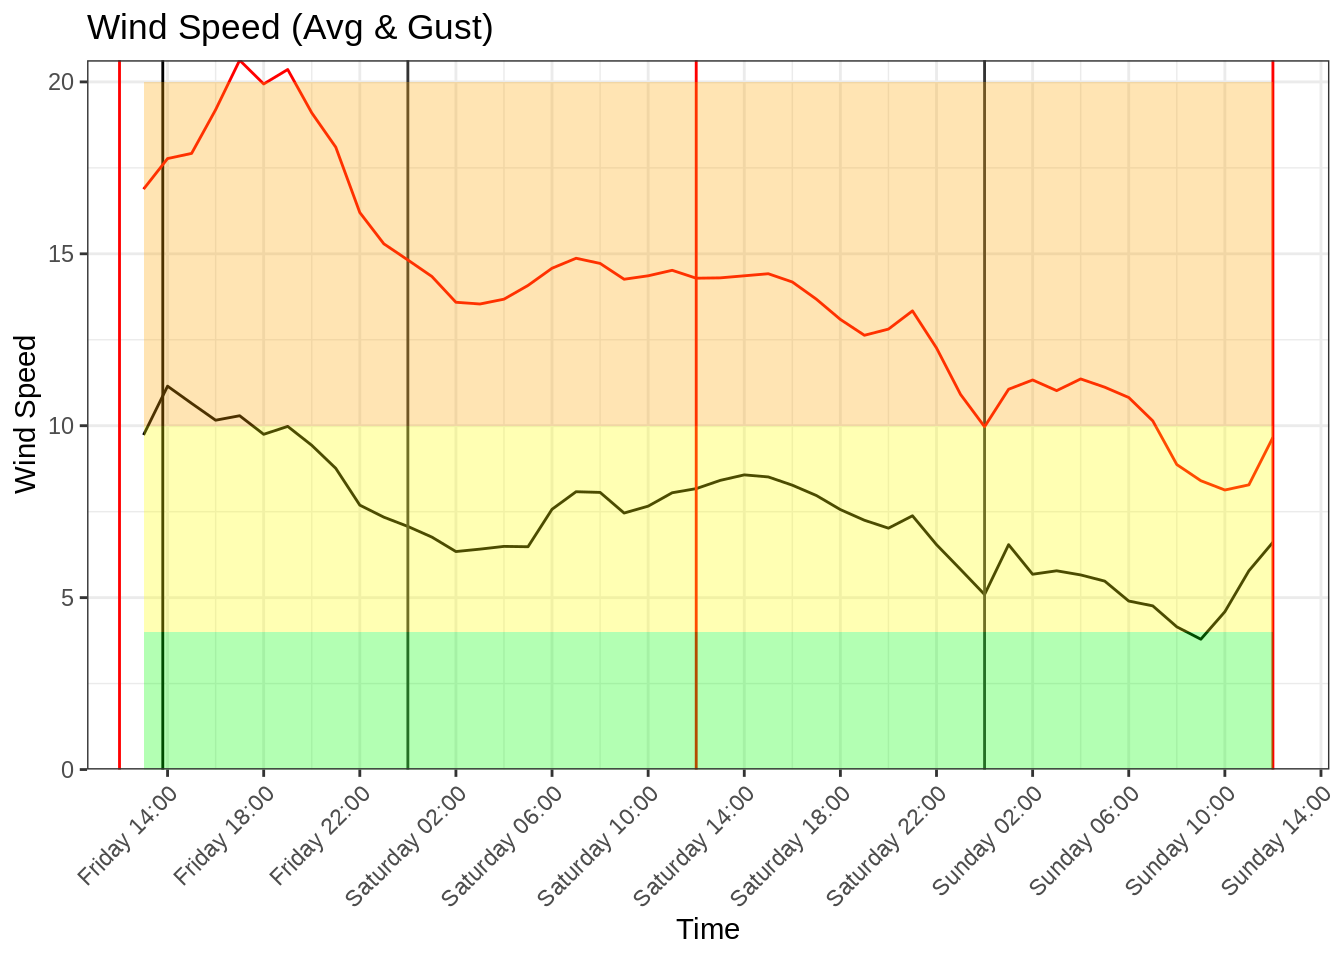 Wind Speed (Avg & Gust)
Wind Speed
20
15
10
5
0
Friday 14:00
Friday 18:00
Friday 22:00
Saturday 02:00
Saturday 06:00
Saturday 10:00
Saturday 14:00
Saturday 18:00
Saturday 22:00
Sunday 02:00
Sunday 06:00
Sunday 10:00
Sunday 14:00
Time